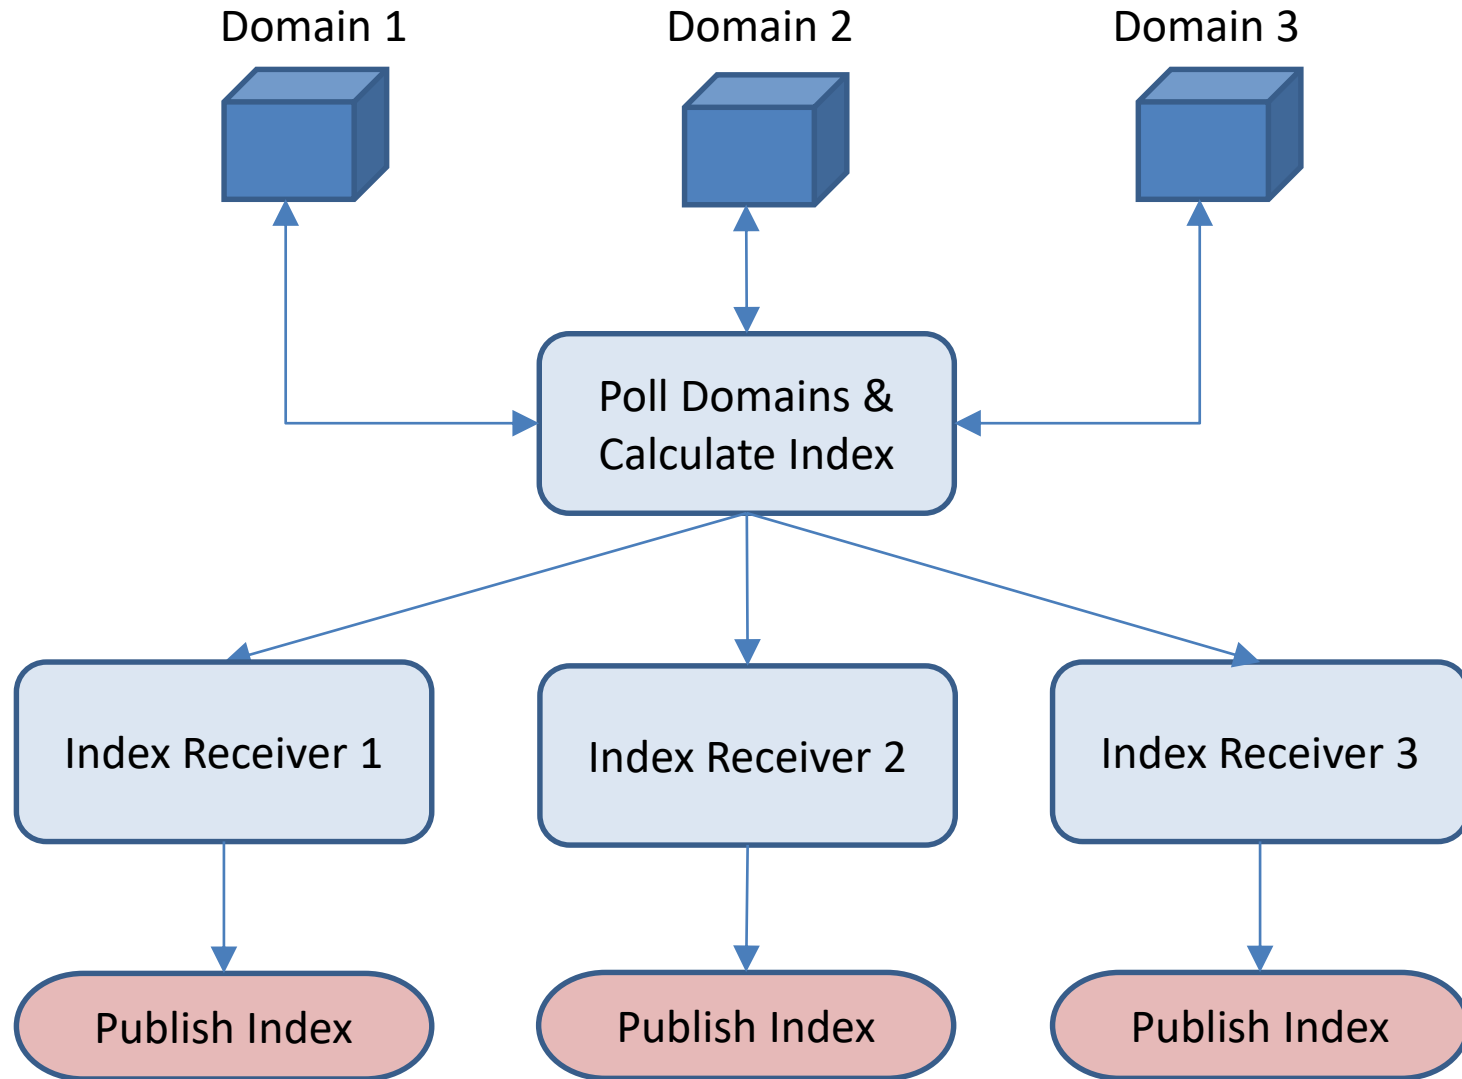 Domain 1
Domain 2
Domain 3
Poll Domains &
Calculate Index
Index Receiver 1
Index Receiver 2
Index Receiver 3
Publish Index
Publish Index
Publish Index